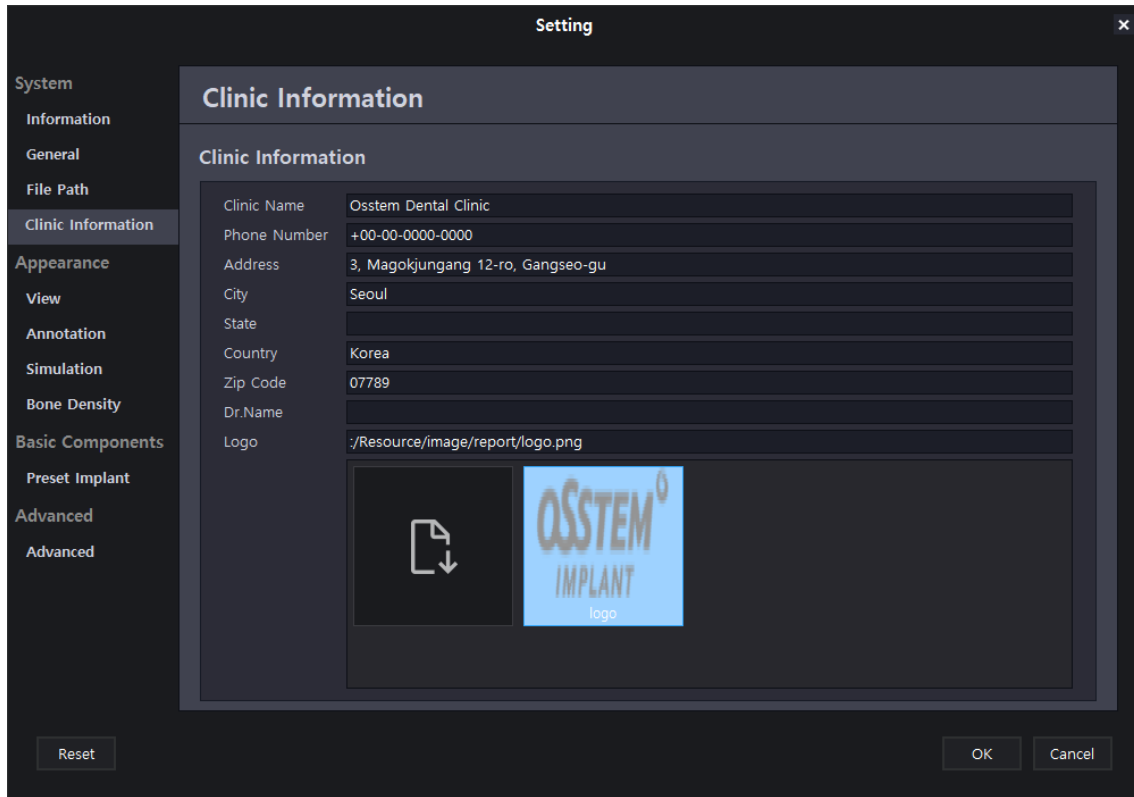 Setting
System
Information
General
File Path
Clinic Information
Appearance
View
Annotation
Simulation
Bone Density
Basic Components
Preset Implant
Advanced
Advanced
Clinic Information
Clinic Information
Clinic Name Osstem Dental Clinic
Phone Number +00-00-0000-0000
Address 3, Magokjungang 12-ro, Gangseo-gu
City Seoul
State
Country Korea
Zip Code 07789
Dr.Name
Logo :/Resource/image/report/logo.png
OSSTEM
IMPLANT
logo
Reset
OK
Cancel